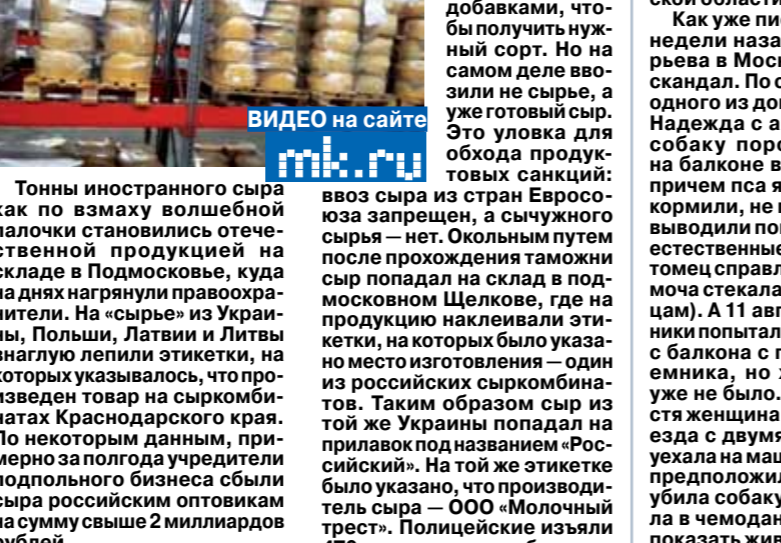 ВИДЕО на сайте
mk.ru
Тонны иностранного сыра
как по взмаху волшебной
палочки становились отече-
ственной продукцией на
складе в Подмосковье, куда
на днях нагрянули правоохра-
нители. На «сырье» из Украи-
ны, Польши, Латвии и Литвы
внаглую лепили этикетки, на
которых указывалось, что про-
изведен товар на сыркомби-
натах Краснодарского края.
По некоторым данным, при-
мерно за полгода учредители
подпольного бизнеса сбыли
сыра российским оптовикам
на сумму свыше 2 миллиардов
рублей
добавками, что-
бы получить нуж-
ный сорт. Но на
самом деле вво-
зили не сырье, а
уже готовый сыр.
Это уловка для
обхода продук-
товых санкций:
ввоз сыра из стран Евросо-
юза запрещен, а сычужного
сырья — нет. Окольным путем
после прохождения таможни
сыр попадал на склад в под-
московном Щелкове, где на
продукцию наклеивали эти-
кетки, на которых было указа-
но место изготовления — один
из российских сыркомбина-
тов. Таким образом сыр из
той же Украины попадал на
прилавок под названием «Рос-
сийский». На той же этикетке
было указано, что производи-
тель сыра — ООО «Молочный
трест». Полицейские изъяли
ской области
Как уже пи
недели наза
рьева в Моск
скандал. По с
одного из до
Надежда с а
собаку поро
на балконе в
причем пса я
кормили, не
выводили по
естественные
томец справл
моча стекала
цам). А 11 авг
ники попытал
с балкона с п
емника, но
уже не было.
стя женщина
езда с двумя
уехала на маш
предположил
убила собаку
ла в чемодан
показать жив